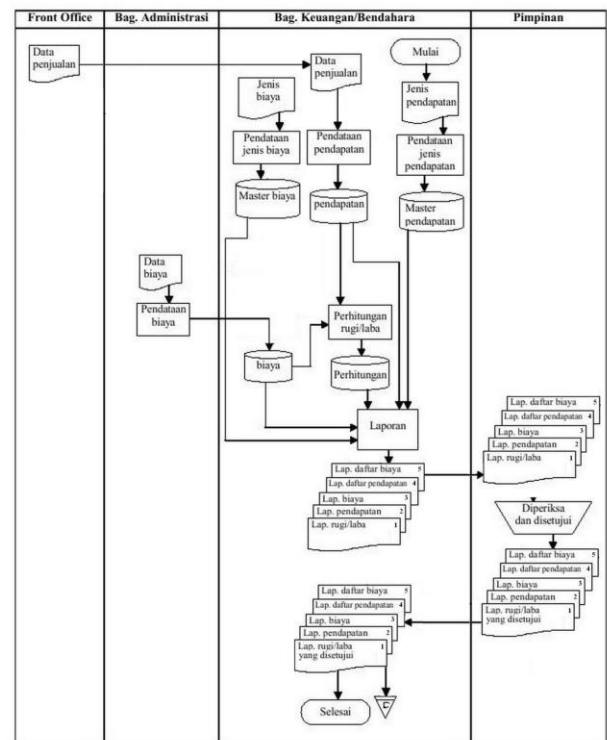 Front Office
Bag. Administrasi
Bag. Keuangan/Bendahara
Pimpinan
Data
penjualan
Data
penjualan
Mulai
Jenis
biaya
Jenis
pendapatan
Pendataan
jenis biaya
Pendataan
pendapatan
Pendataan
jenis
pendapatan
Master biaya
pendapatan
Master
pendapatan
Data
biaya
Pendataan
biaya
Perhitungan
rugi/laba
biaya
Perhitungan
Laporan
Lap. daftar biaya 5
Lap. daftar pendapatan 4
Lap. biaya 3
Lap. pendapatan 2
Lap. rugi/laba 1
Lap. daftar biaya 5
Lap. daftar pendapatan 4
Lap. biaya 3
Lap. pendapatan 2
Lap. rugi/laba 1
Diperiksa
dan disetujui
Lap. daftar biaya 5
Lap. daftar pendapatan 4
Lap. biaya 3
Lap. pendapatan 2
Lap. rugi/laba 1
yang disetujui
Lap. daftar biaya 5
Lap. daftar pendapatan 4
Lap. biaya 3
Lap. pendapatan 2
Lap. rugi/laba 1
yang disetujui
Selesai